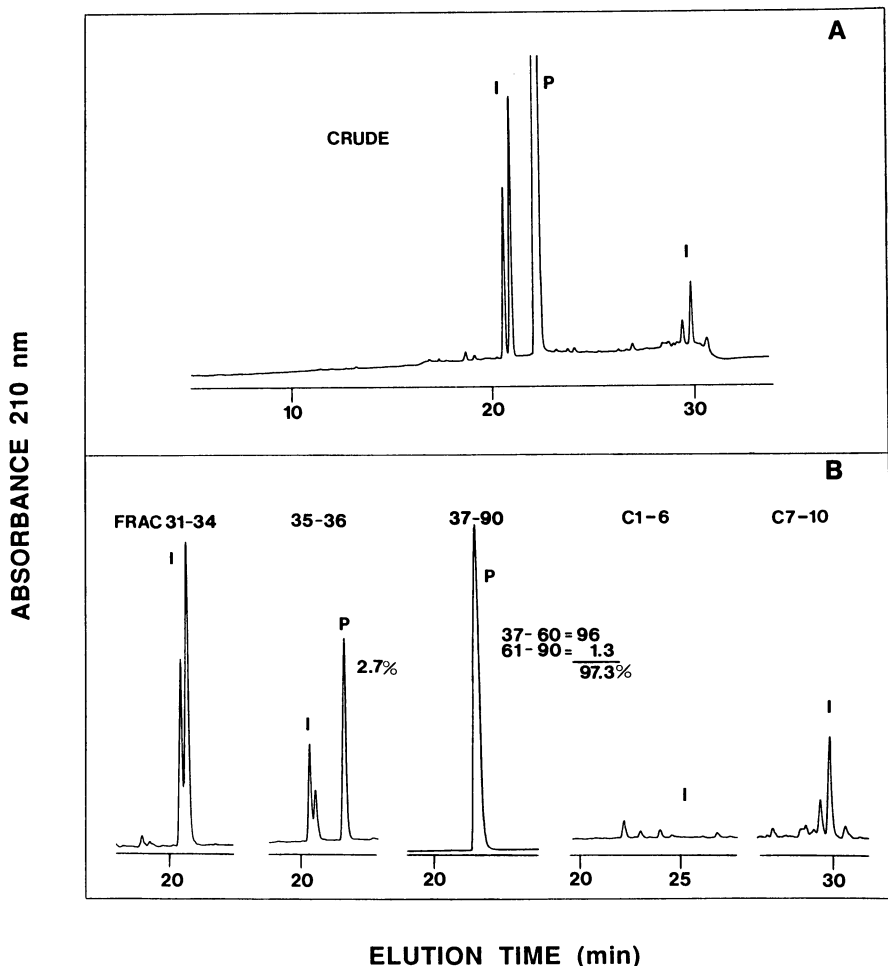 A
I
P
CRUDE
I
10
20
30
ABSORBANCE 210 nm
B
FRAC 31-34
35-36
37-90
C1-6
C7-10
I
P
2.7%
I
P
37-60 = 96
61-90 = 1.3
97.3%
I
I
20
20
20
20
25
30
ELUTION TIME (min)